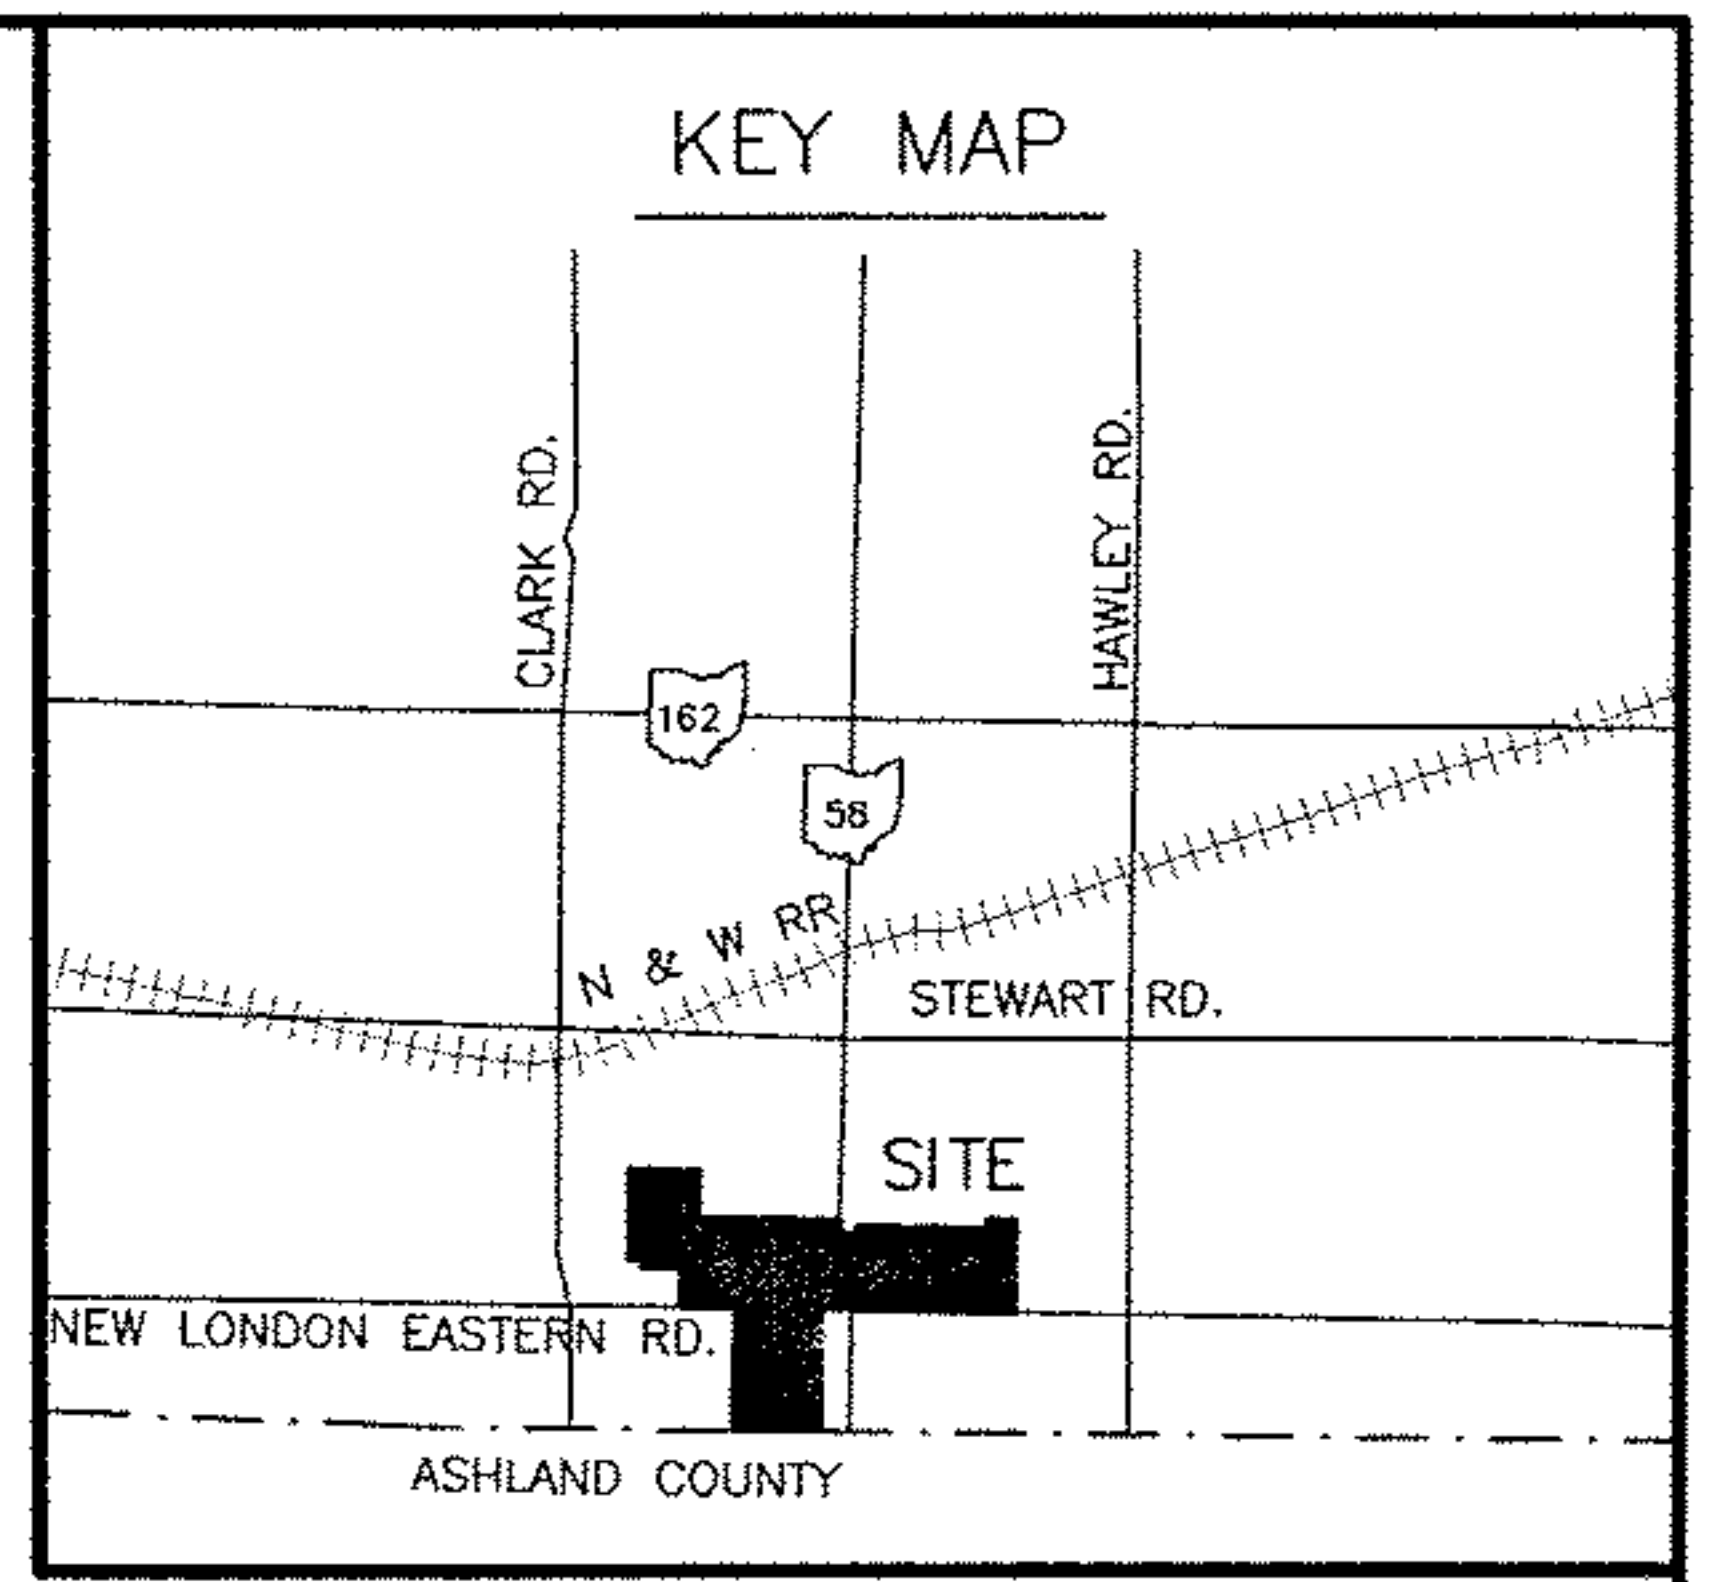 KEY MAP
CLARK RD.
HAWLEY RD.
162
58
N & W RR
STEWART RD.
SITE
NEW LONDON EASTERN RD.
ASHLAND COUNTY